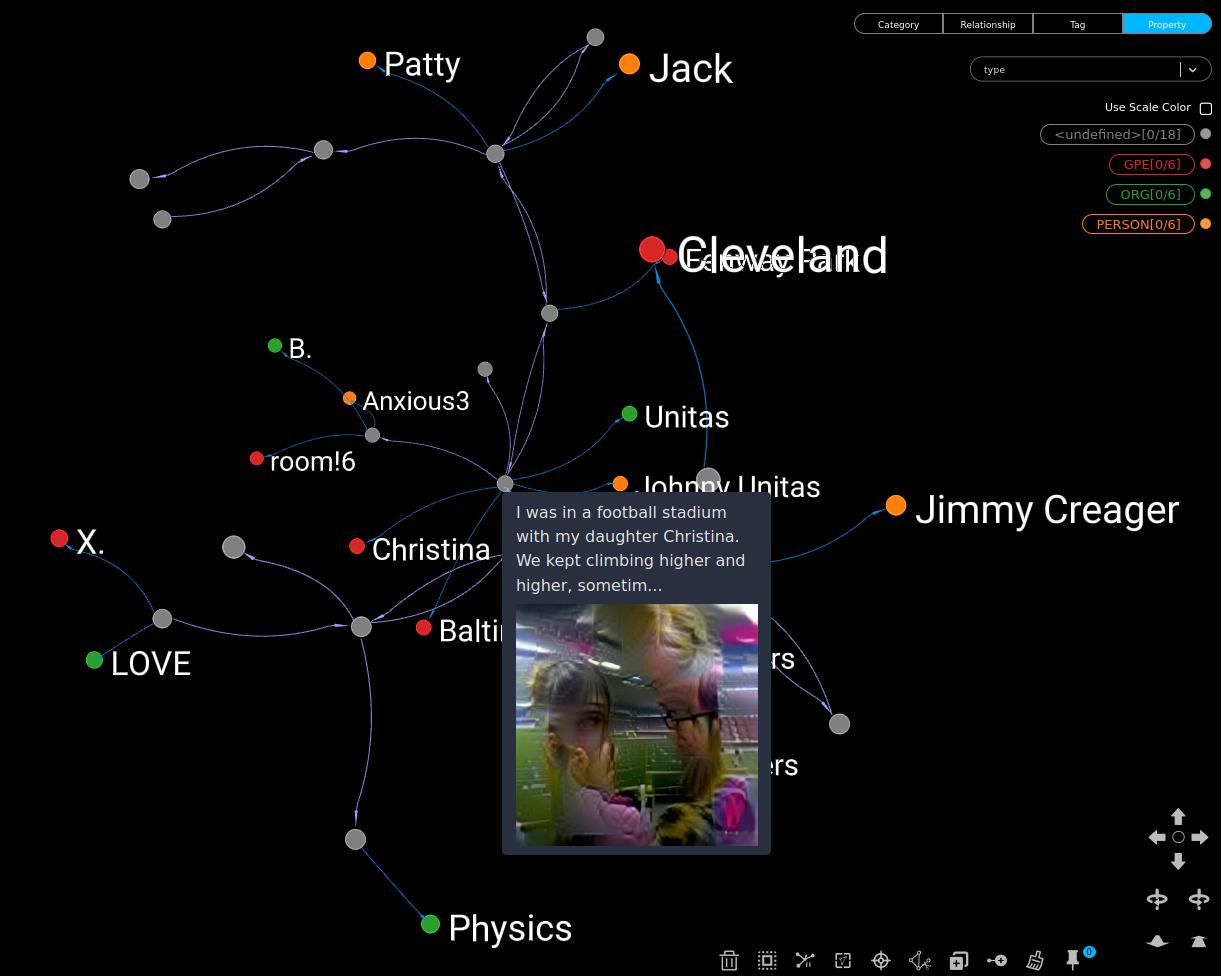 Category Relationship Tag Property
Patty
Jack
type
Use Scale Color
<undefined>[0/18]
GPE[0/6]
ORG[0/6]
PERSON[0/6]
Cleveland
Fenway Park
B.
Anxious3
Unitas
room!6
Johnny Unitas
Jimmy Creager
I was in a football stadium
with my daughter Christina.
We kept climbing higher and
higher, sometim...
X.
Christina
Balti
LOVE
rs
ers
Physics
0